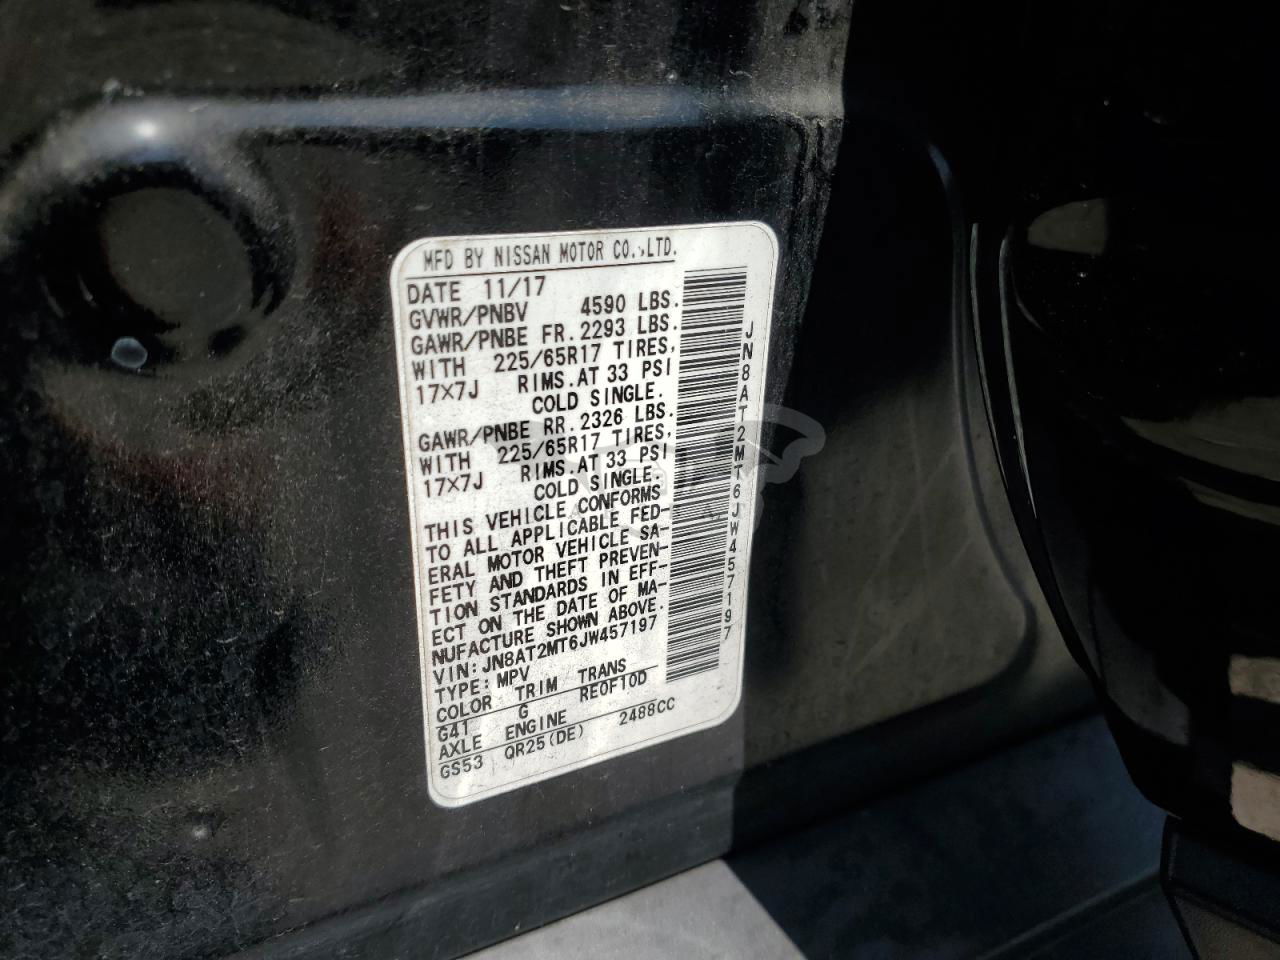 MFD BY NISSAN MOTOR CO.,LTD.
DATE 11/17
GVWR/PNBV 4590 LBS.
GAWR/PNBE FR. 2293 LBS.
WITH 225/65R17 TIRES,
17×7J RIMS.AT 33 PSI
COLD SINGLE.
GAWR/PNBE RR. 2326 LBS.
WITH 225/65R17 TIRES,
17×7J RIMS.AT 33 PSI
COLD SINGLE.
THIS VEHICLE CONFORMS
TO ALL APPLICABLE FED-
ERAL MOTOR VEHICLE SA-
FETY AND THEFT PREVEN-
TION STANDARDS IN EFF-
ECT ON THE DATE OF MA-
NUFACTURE SHOWN ABOVE.
VIN:JN8AT2MT6JW457197
TYPE:MPV
COLOR TRIM TRANS
G41 G RE0F10D
AXLE ENGINE
GS53 QR25(DE) 2488CC
JN8AT2MT6JW457197